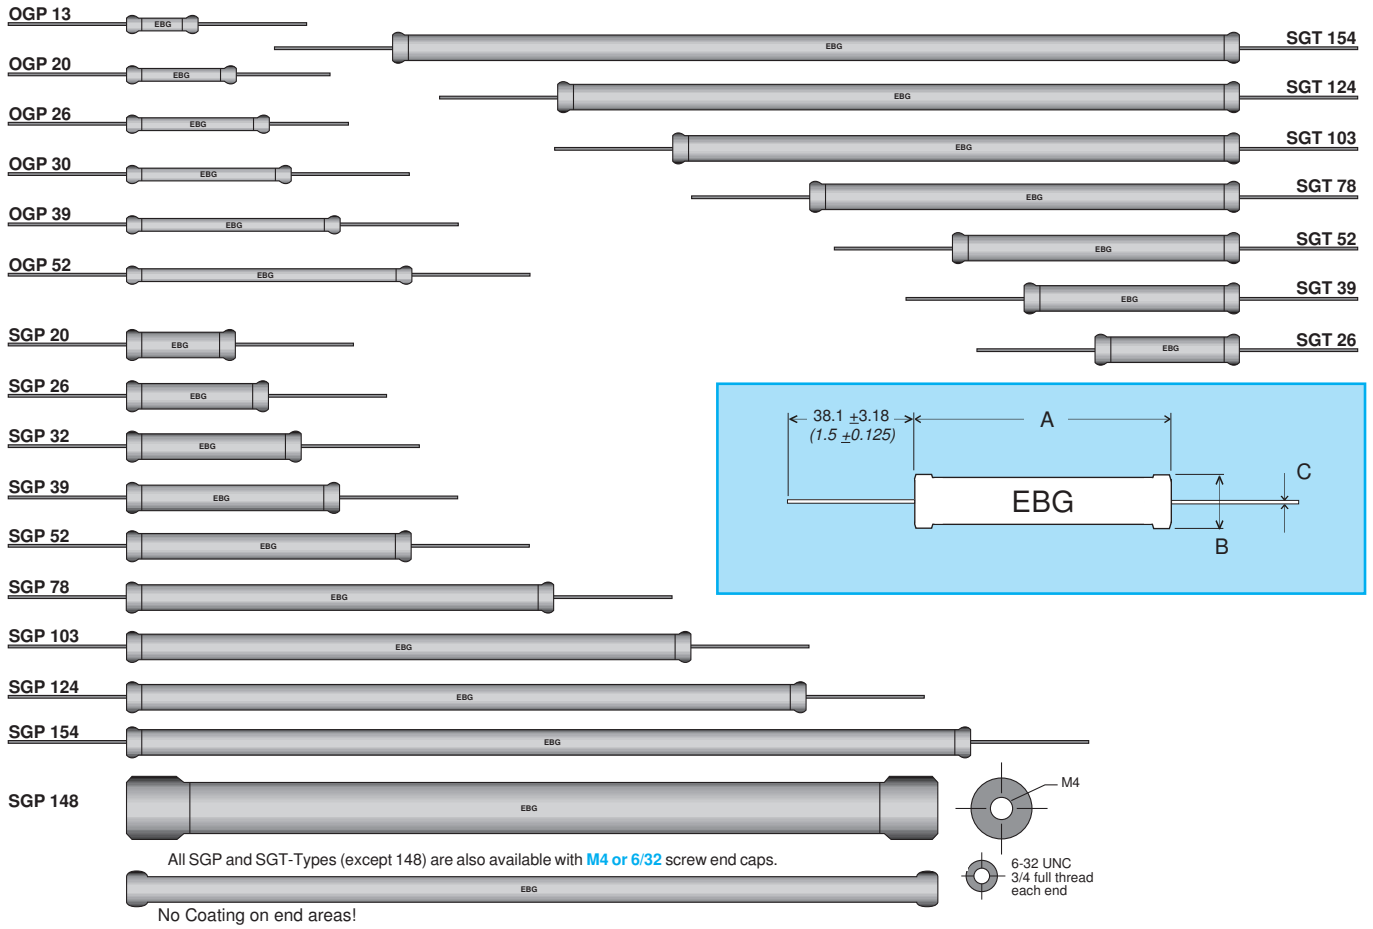 OGP 13
EBG
OGP 20
EBG
OGP 26
EBG
OGP 30
EBG
OGP 39
EBG
OGP 52
EBG
SGP 20
EBG
SGP 26
EBG
SGP 32
EBG
SGP 39
EBG
SGP 52
EBG
SGP 78
EBG
SGP 103
EBG
SGP 124
EBG
SGP 154
EBG
SGP 148
EBG
M4
All SGP and SGT-Types (except 148) are also available with M4 or 6/32 screw end caps.
EBG
6-32 UNC
3/4 full thread
each end
No Coating on end areas!
EBG
SGT 154
EBG
SGT 124
EBG
SGT 103
EBG
SGT 78
EBG
SGT 52
EBG
SGT 39
EBG
SGT 26
38.1 ±3.18
(1.5 ±0.125)
A
C
EBG
B